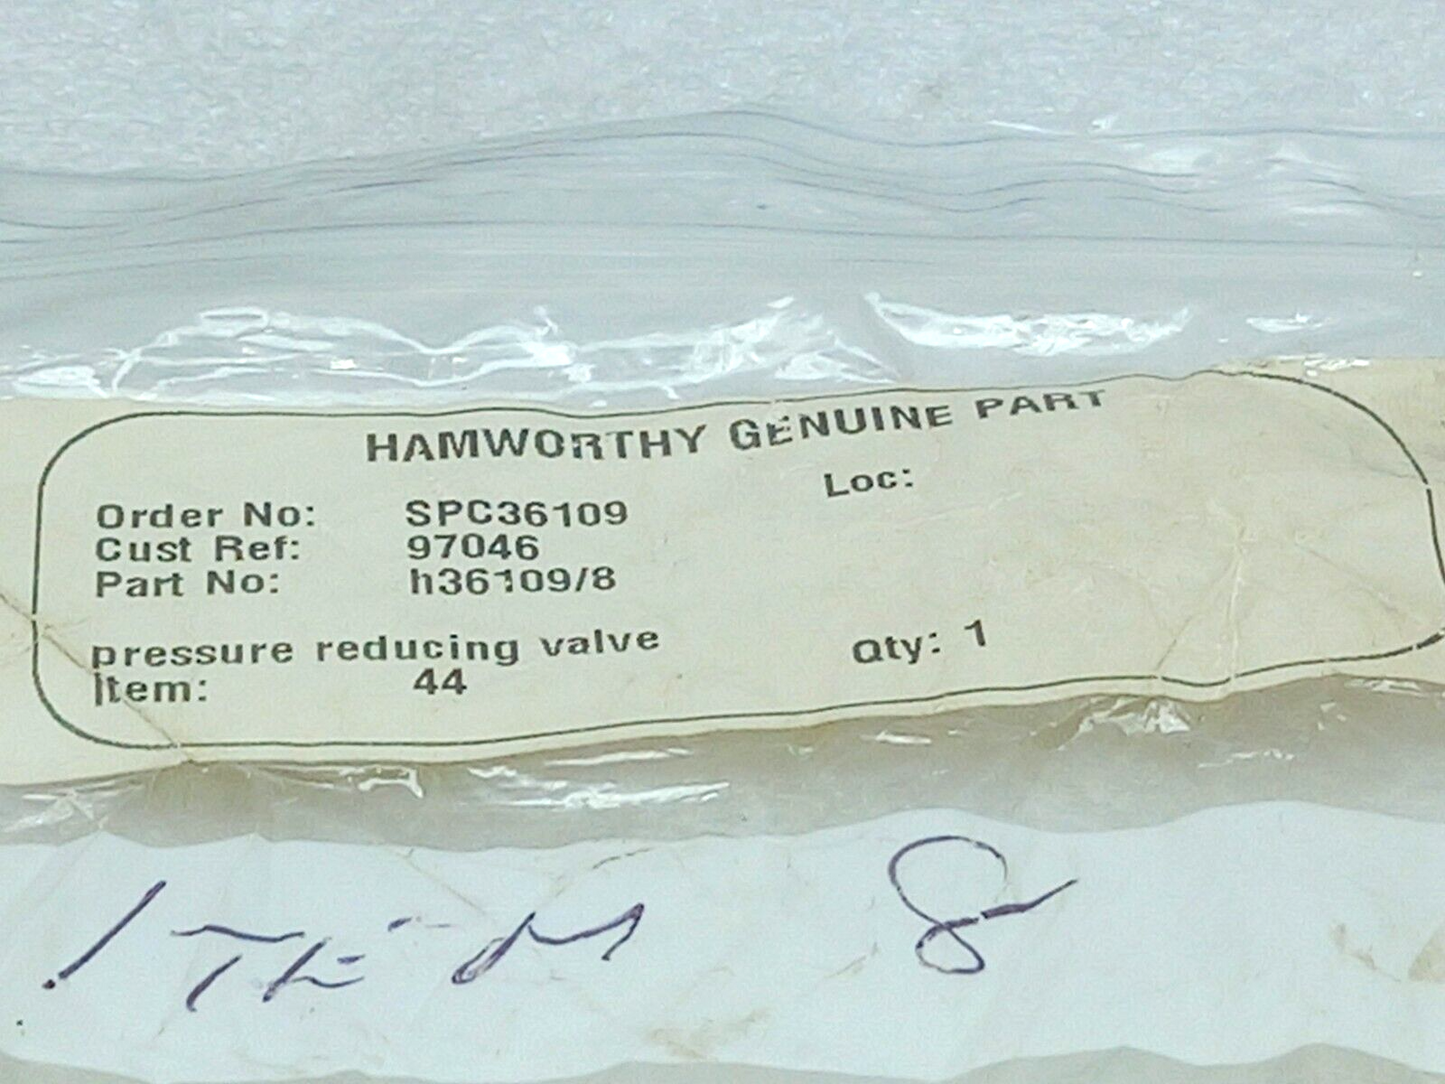 HAMWORTHY GENUINE PART
Loc:
Order No: SPC36109
Cust Ref: 97046
Part No: h36109/8
pressure reducing valve Qty: 1
Item: 44
ITEM 8